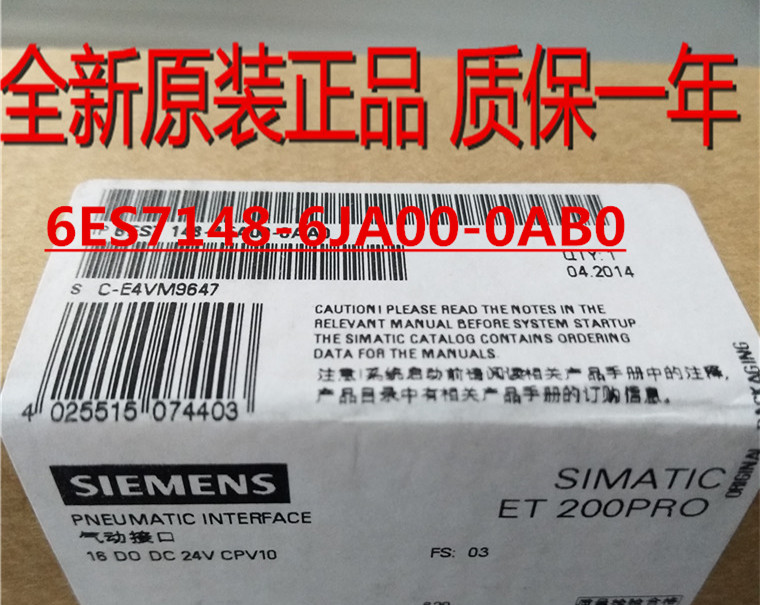 全新原装正品 质保一年
6ES7148-6JA00-0AB0
QTY: 1
04.2014
S C-E4VM9647
CAUTION! PLEASE READ THE NOTES IN THE
RELEVANT MANUAL BEFORE SYSTEM STARTUP
THE SIMATIC CATALOG CONTAINS ORDERING
DATA FOR THE MANUALS.
注意!系统启动前请阅读相关产品手册中的注释,
产品目录中有相关产品手册的订购信息。
4 025515 074403
ORIGINAL PACKAGING
SIEMENS
SIMATIC
ET 200PRO
PNEUMATIC INTERFACE
气动接口
16 DO DC 24V CPV10
FS: 03